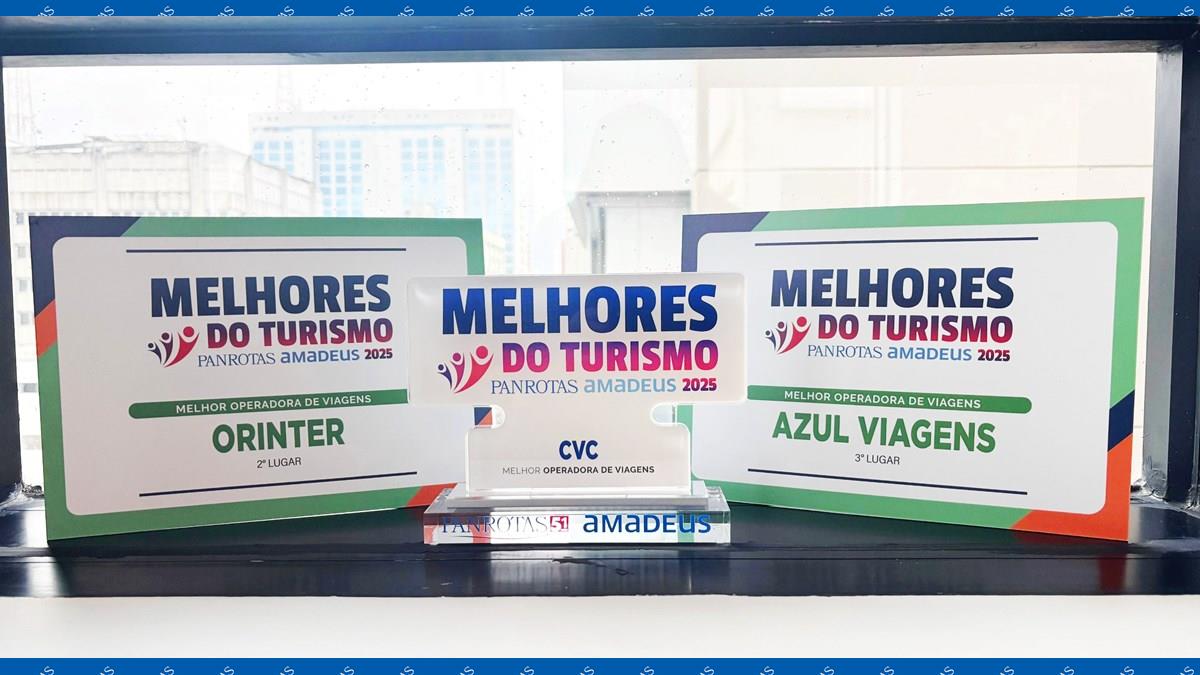 MELHORES
DO TURISMO
PANROTAS amadeus 2025
MELHOR OPERADORA DE VIAGENS
ORINTER
2º LUGAR
MELHORES
DO TURISMO
PANROTAS amadeus 2025
CVC
MELHOR OPERADORA DE VIAGENS
PANROTAS 51 amadeus
MELHORES
DO TURISMO
PANROTAS amadeus 2025
MELHOR OPERADORA DE VIAGENS
AZUL VIAGENS
3º LUGAR